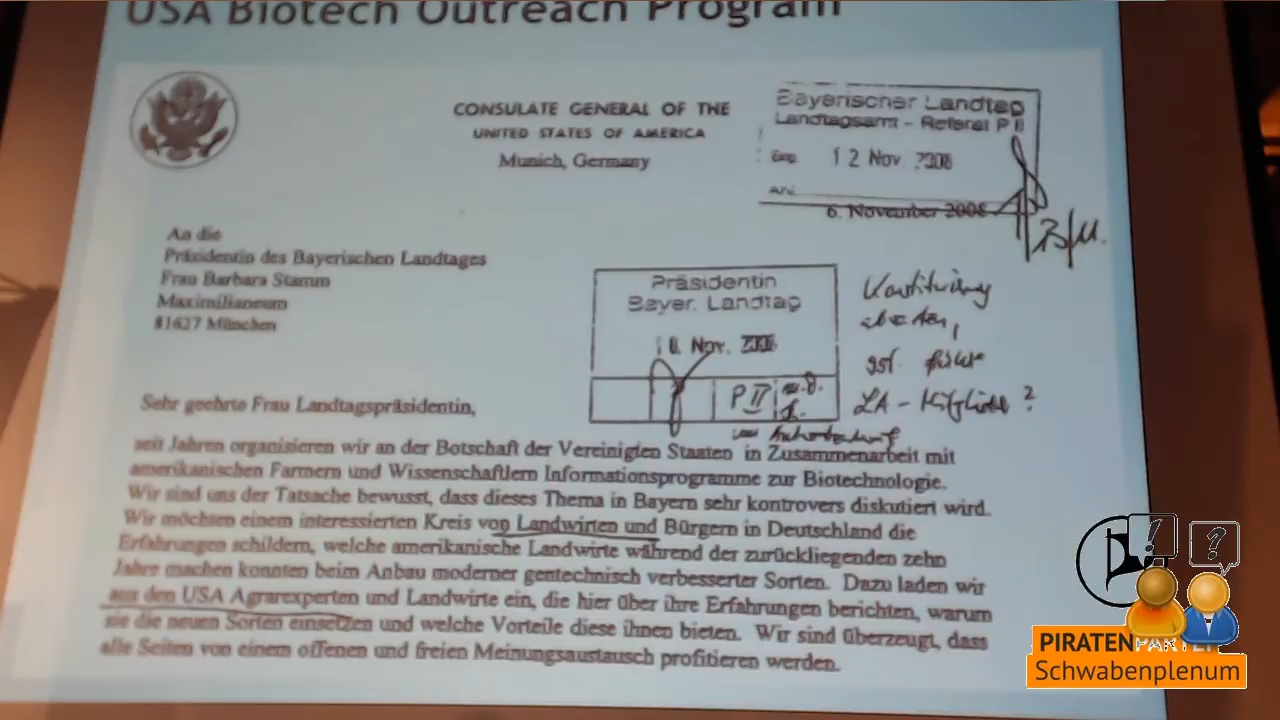 USA Biotech Outreach Program
CONSULATE GENERAL OF THE
UNITED STATES OF AMERICA
Munich, Germany
Bayerischer Landtag
Landtagsamt - Referat P II
Eing. 12 Nov. 2008
Anl.
6. November 2008
An die
Präsidentin des Bayerischen Landtages
Frau Barbara Stamm
Maximilianeum
81627 München
Präsidentin
Bayer. Landtag
Nov. 2008
P II
LA - Mitglieder ?
Sehr geehrte Frau Landtagspräsidentin,
seit Jahren organisieren wir an der Botschaft der Vereinigten Staaten in Zusammenarbeit mit
amerikanischen Farmern und Wissenschaftlern Informationsprogramme zur Biotechnologie.
Wir sind uns der Tatsache bewusst, dass dieses Thema in Bayern sehr kontrovers diskutiert wird.
Wir möchten einem interessierten Kreis von Landwirten und Bürgern in Deutschland die
Erfahrungen schildern, welche amerikanische Landwirte während der zurückliegenden zehn
Jahre machen konnten beim Anbau moderner gentechnisch verbesserter Sorten. Dazu laden wir
aus den USA Agrarexperten und Landwirte ein, die hier über ihre Erfahrungen berichten, warum
sie die neuen Sorten einsetzen und welche Vorteile diese ihnen bieten. Wir sind überzeugt, dass
alle Seiten von einem offenen und freien Meinungsaustausch profitieren werden.
! ?
PIRATENPARTEI
Schwabenplenum